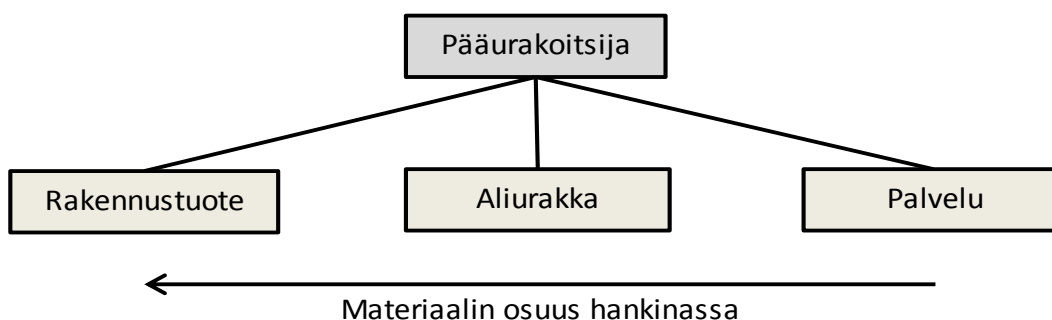 Pääurakoitsija
Rakennustuote
Aliurakka
Palvelu
Materiaalin osuus hankinassa